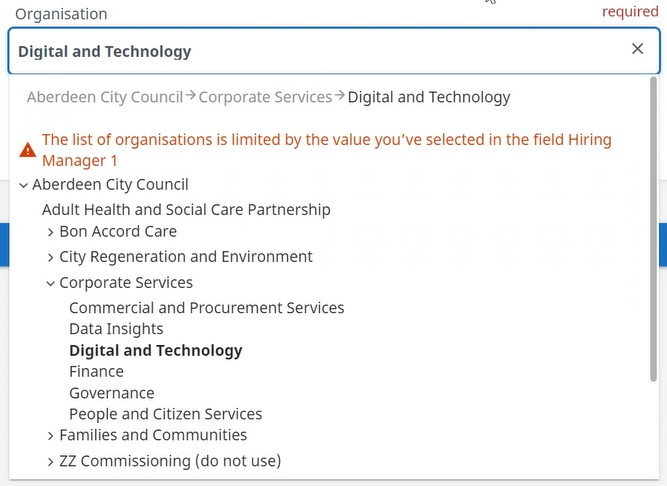 Organisation
required
Digital and Technology
Aberdeen City Council → Corporate Services → Digital and Technology
The list of organisations is limited by the value you’ve selected in the field Hiring
Manager 1
Aberdeen City Council
Adult Health and Social Care Partnership
Bon Accord Care
City Regeneration and Environment
Corporate Services
Commercial and Procurement Services
Data Insights
Digital and Technology
Finance
Governance
People and Citizen Services
Families and Communities
ZZ Commissioning (do not use)